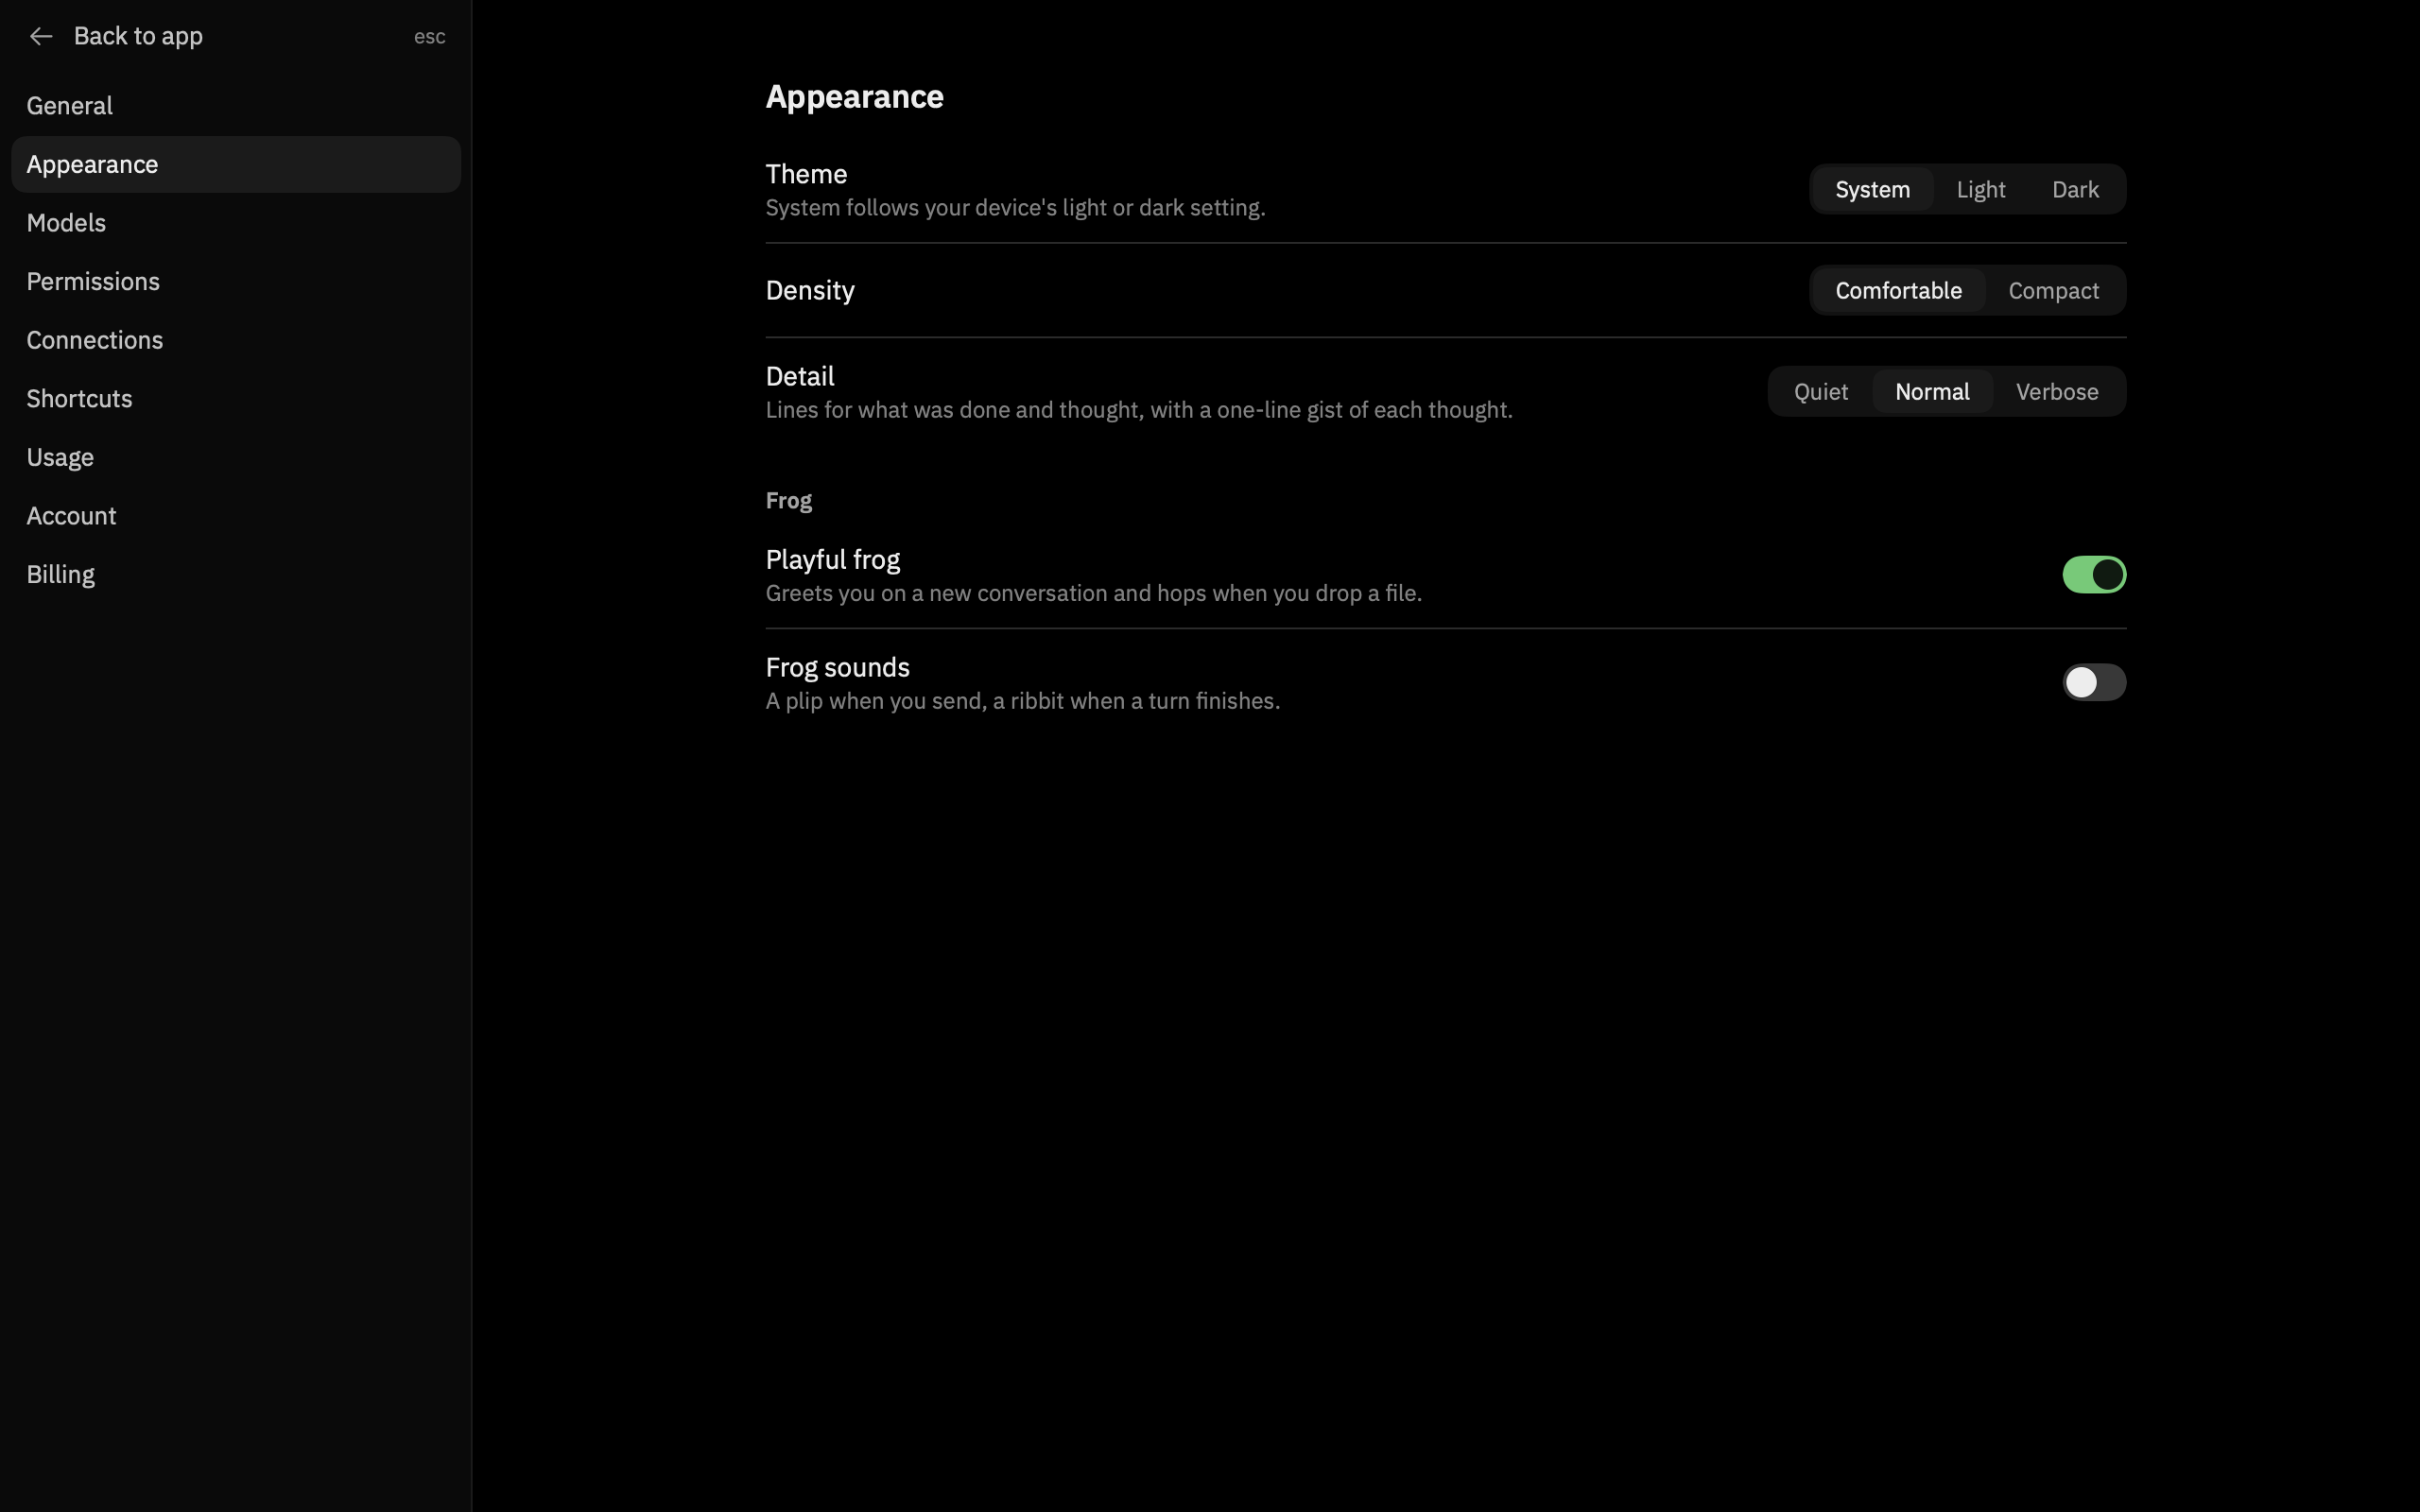 Back to app
esc
General
Appearance
Models
Permissions
Connections
Shortcuts
Usage
Account
Billing
Appearance
Theme
System follows your device's light or dark setting.
System
Light
Dark
Density
Comfortable
Compact
Detail
Lines for what was done and thought, with a one-line gist of each thought.
Quiet
Normal
Verbose
Frog
Playful frog
Greets you on a new conversation and hops when you drop a file.
Frog sounds
A plip when you send, a ribbit when a turn finishes.